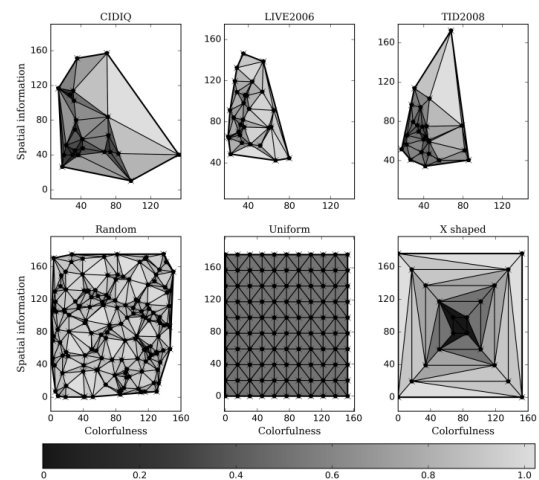 CIDIQ LIVE2006 TID2008
Spatial information
160 120 80 40 0
160 120 80 40
160 120 80 40 0
40 80 120
40 80 120
40 80 120
Random Uniform X shaped
Spatial information
160 120 80 40 0
160 120 80 40 0
160 120 80 40 0
0 40 80 120 160
0 40 80 120 160
0 40 80 120 160
Colorfulness Colorfulness Colorfulness
0 0.2 0.4 0.6 0.8 1.0